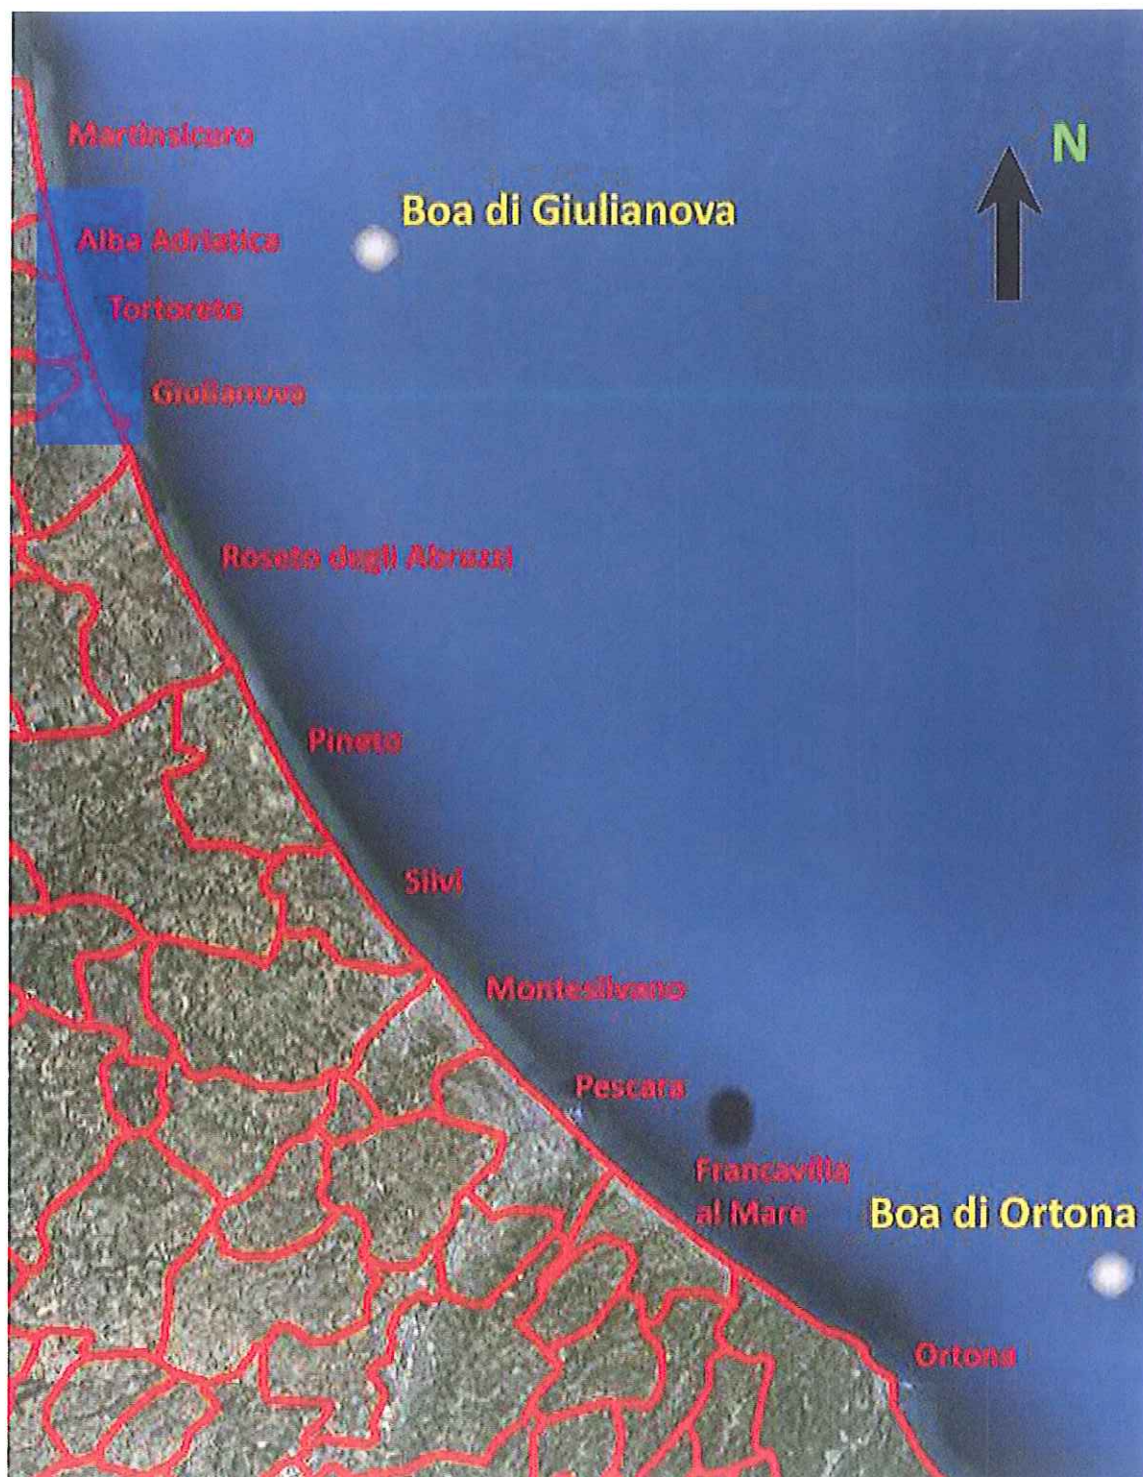 Martinsicuro
N
Boa di Giulianova
Alba Adriatica
Tortoreto
Giulianova
Roseto degli Abruzzi
Pineto
Silvi
Montesilvano
Pescara
Francavilla
al Mare
Boa di Ortona
Ortona